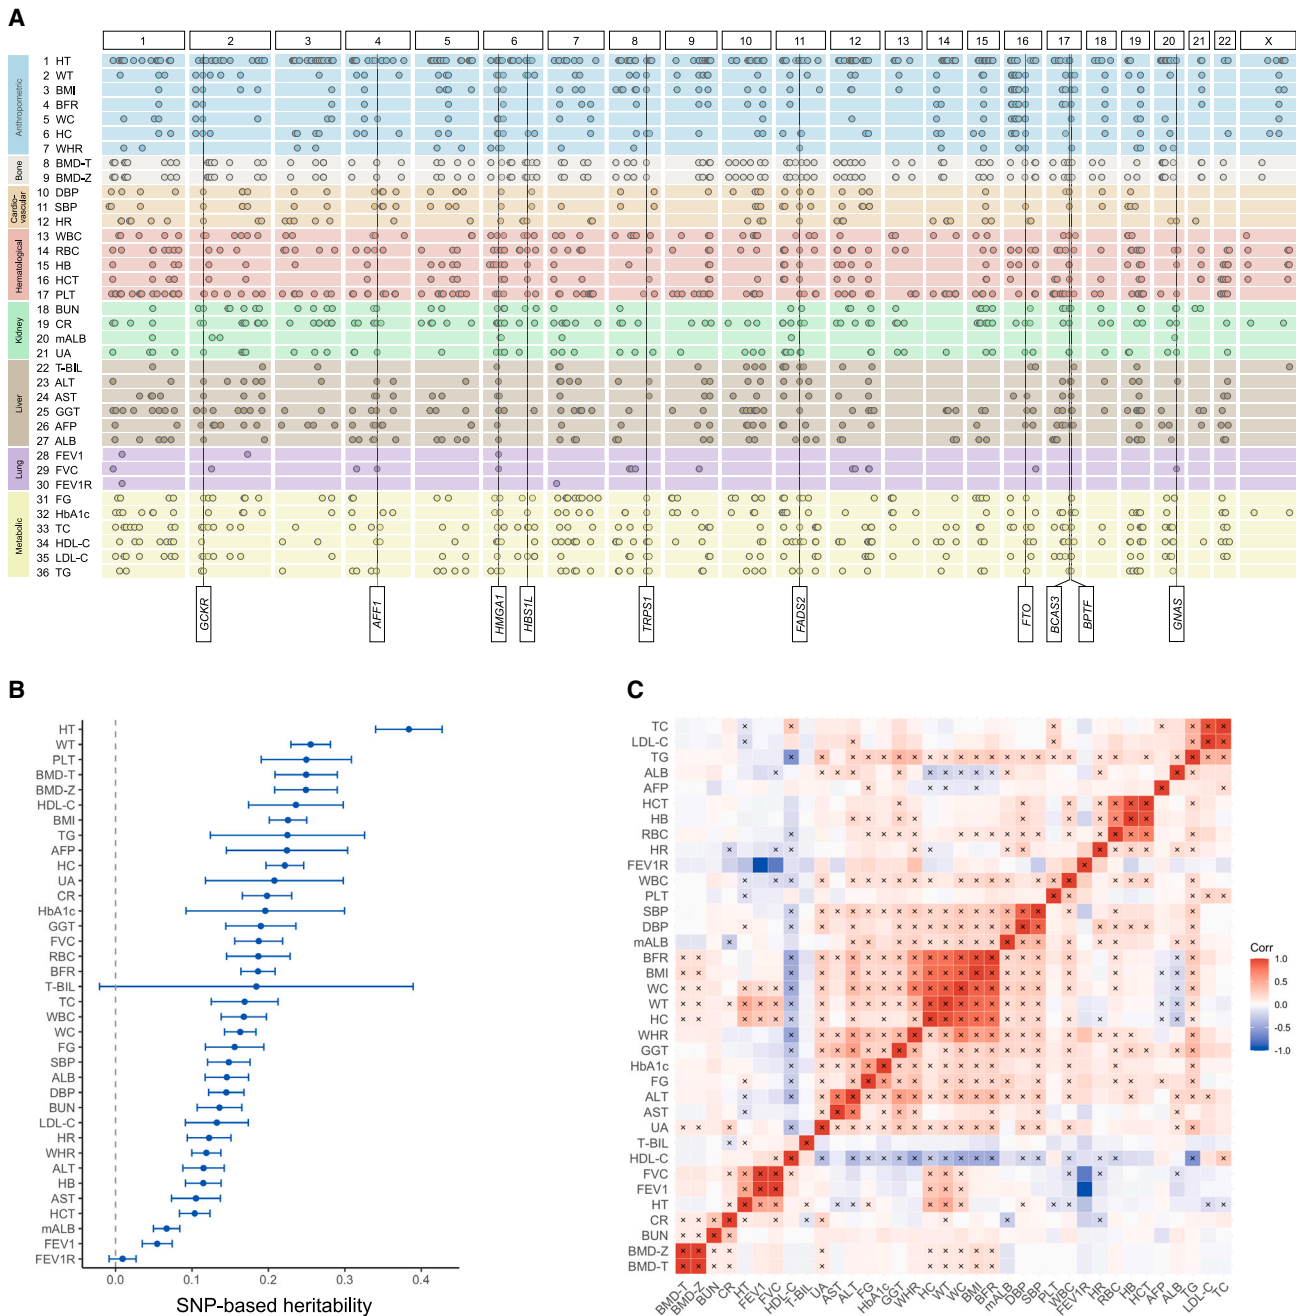 A
1 2 3 4 5 6 7 8 9 10 11 12 13 14 15 16 17 18 19 20 21 22 X
Anthropometric
1 HT
2 WT
3 BMI
4 BFR
5 WC
6 HC
7 WHR
Bone
8 BMD-T
9 BMD-Z
Cardio-
vascular
10 DBP
11 SBP
12 HR
Hematological
13 WBC
14 RBC
15 HB
16 HCT
17 PLT
Kidney
18 BUN
19 CR
20 mALB
21 UA
Liver
22 T-BIL
23 ALT
24 AST
25 GGT
26 AFP
27 ALB
Lung
28 FEV1
29 FVC
30 FEV1R
Metabolic
31 FG
32 HbA1c
33 TC
34 HDL-C
35 LDL-C
36 TG
GCKR
AFF1
HMGA1
HBS1L
TRPS1
FADS2
FTO
BCAS3
BPTF
GNAS
B
HT
WT
PLT
BMD-T
BMD-Z
HDL-C
BMI
TG
AFP
HC
UA
CR
HbA1c
GGT
FVC
RBC
BFR
T-BIL
TC
WBC
WC
FG
SBP
ALB
DBP
BUN
LDL-C
HR
WHR
ALT
HB
AST
HCT
mALB
FEV1
FEV1R
0.0 0.1 0.2 0.3 0.4
SNP-based heritability
C
TC
LDL-C
TG
ALB
AFP
HCT
HB
RBC
HR
FEV1R
WBC
PLT
SBP
DBP
mALB
BFR
BMI
WC
WT
HC
WHR
GGT
HbA1c
FG
ALT
AST
UA
T-BIL
HDL-C
FVC
FEV1
HT
CR
BUN
BMD-Z
BMD-T
BMD-T BMD-Z BUN CR HT FEV1 FVC HDL-C T-BIL UA AST ALT FG HbA1c GGT WHR HC WT WC BMI BFR mALB DBP SBP PLT WBC FEV1R HR RBC HB HCT AFP ALB TG LDL-C TC
Corr
1.0
0.5
0.0
-0.5
-1.0